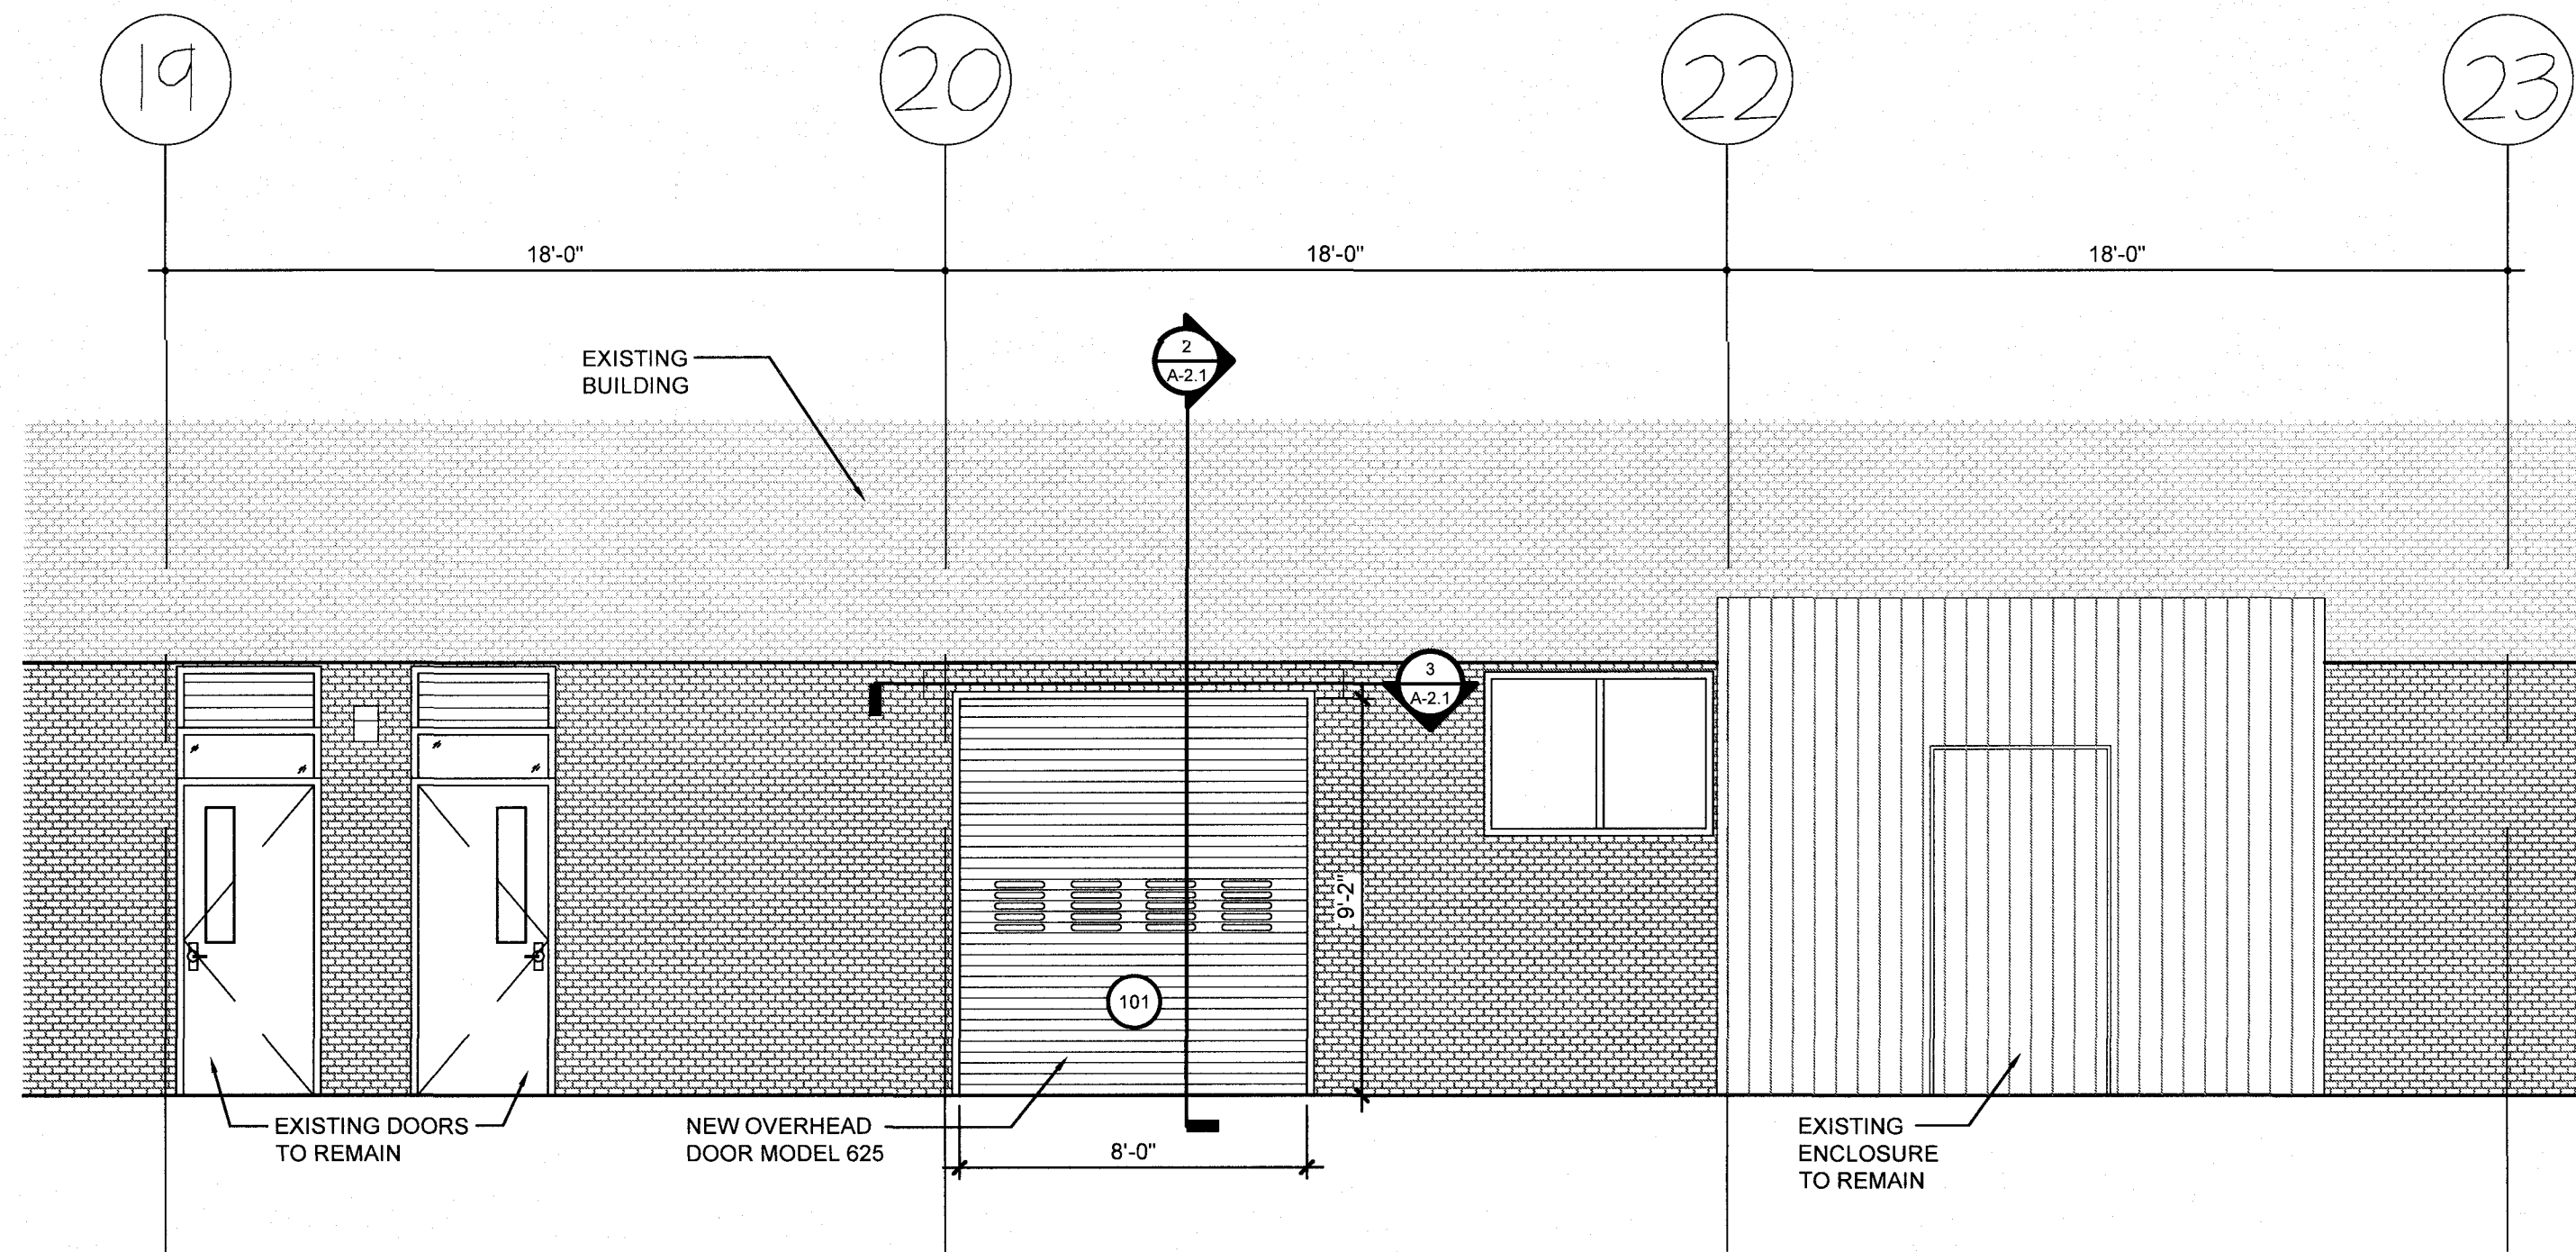 19
20
22
23
18'-0"
18'-0"
18'-0"
EXISTING
BUILDING
2
A-2.1
3
A-2.1
9'-2"
101
EXISTING DOORS
TO REMAIN
NEW OVERHEAD
DOOR MODEL 625
8'-0"
EXISTING
ENCLOSURE
TO REMAIN